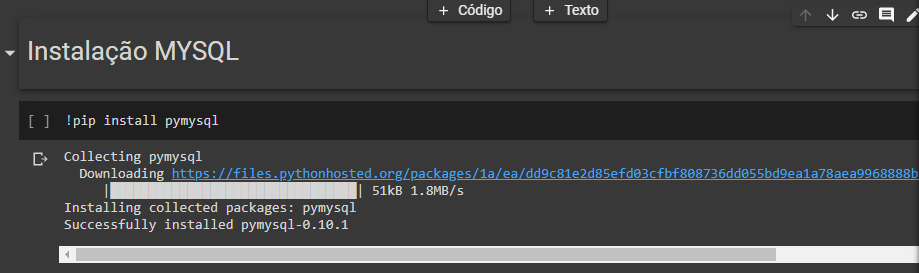 + Código + Texto
Instalação MYSQL
[ ] !pip install pymysql
Collecting pymysql
Downloading https://files.pythonhosted.org/packages/1a/ea/dd9c81e2d85efd03cfbf808736dd055bd9ea1a78aea9968888b
|████████████████████████████████| 51kB 1.8MB/s
Installing collected packages: pymysql
Successfully installed pymysql-0.10.1